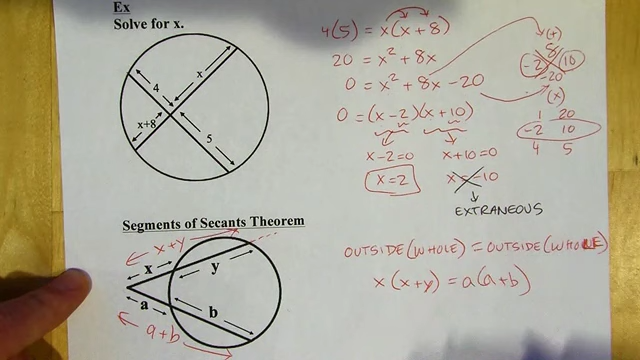 Ex
Solve for x.
4
x
x+8
5
4(5) = x(x+8)
20 = x² + 8x
0 = x² + 8x - 20
0 = (x-2)(x+10)
x-2=0
x+10=0
x=2
x=-10
EXTRANEOUS
(+)
8
-2
10
-20
(x)
1 20
-2 10
4 5
Segments of Secants Theorem
x+y
x
y
a
b
a+b
OUTSIDE(WHOLE) = OUTSIDE(WHOLE)
x(x+y) = a(a+b)